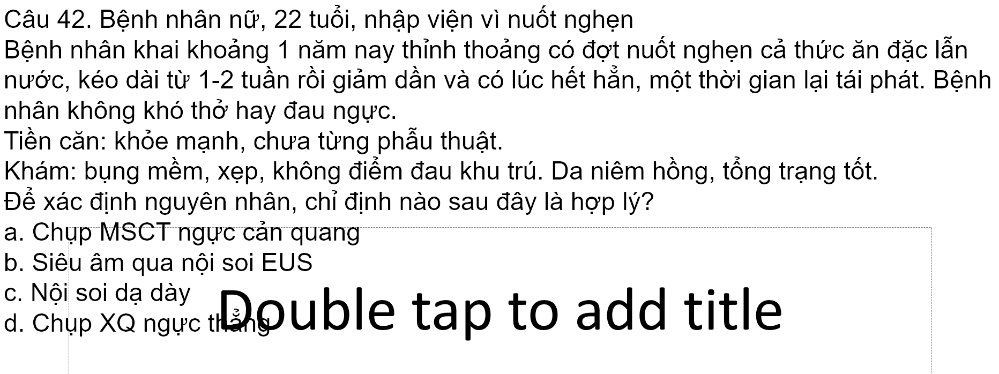 Câu 42. Bệnh nhân nữ, 22 tuổi, nhập viện vì nuốt nghẹn
Bệnh nhân khai khoảng 1 năm nay thỉnh thoảng có đợt nuốt nghẹn cả thức ăn đặc lẫn
nước, kéo dài từ 1-2 tuần rồi giảm dần và có lúc hết hẳn, một thời gian lại tái phát. Bệnh
nhân không khó thở hay đau ngực.
Tiền căn: khỏe mạnh, chưa từng phẫu thuật.
Khám: bụng mềm, xẹp, không điểm đau khu trú. Da niêm hồng, tổng trạng tốt.
Để xác định nguyên nhân, chỉ định nào sau đây là hợp lý?
a. Chụp MSCT ngực cản quang
b. Siêu âm qua nội soi EUS
c. Nội soi dạ dày
d. Chụp XQ ngực thẳng
Double tap to add title